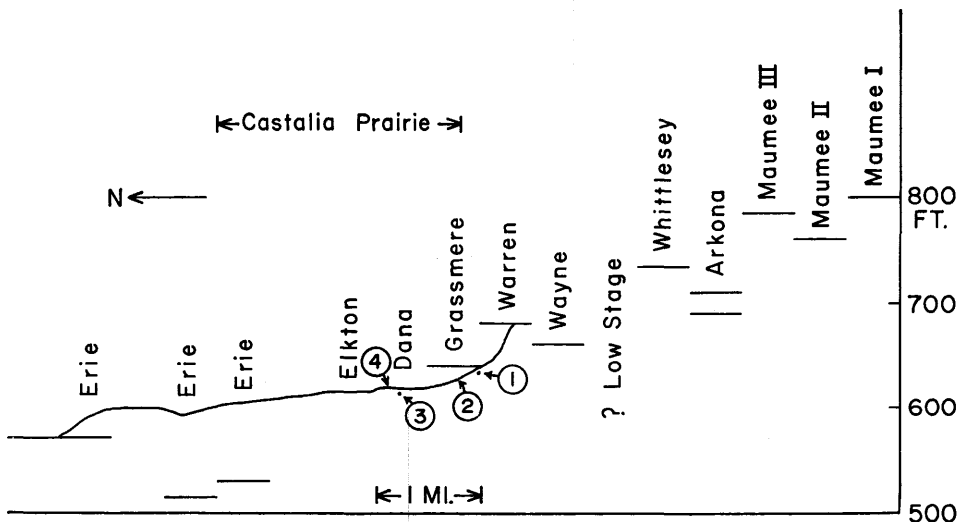 Castalia Prairie
N
Erie
Erie
Erie
Elkton
Dana
Grassmere
Warren
Wayne
? Low Stage
Whittlesey
Arkona
Maumee III
Maumee II
Maumee I
800
FT.
700
600
500
4
3
2
1
1 MI.